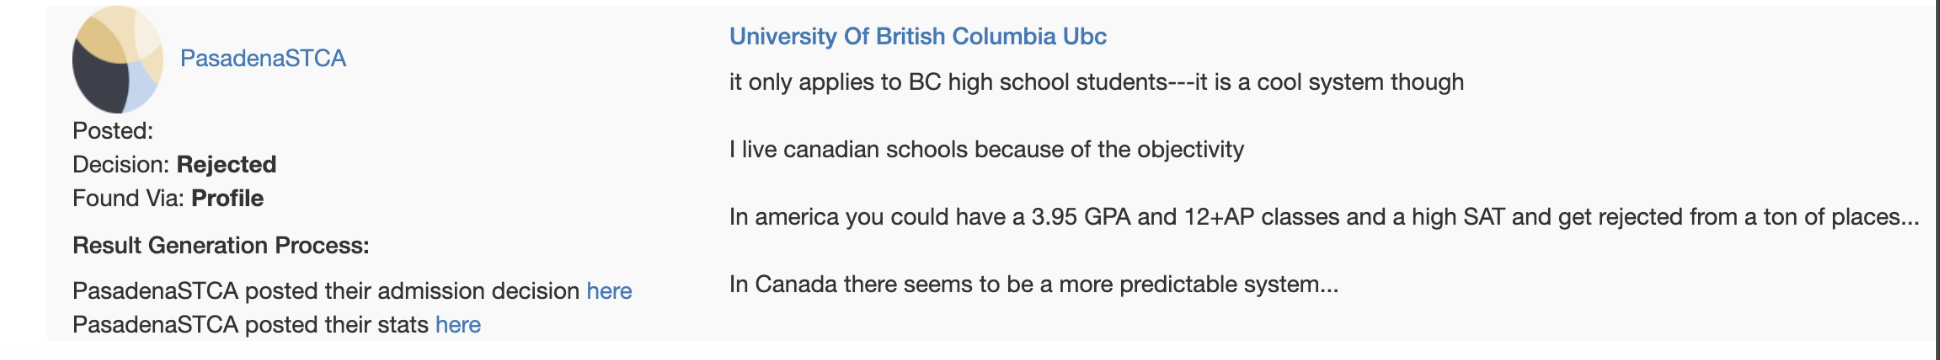 PasadenaSTCA
Posted:
Decision: Rejected
Found Via: Profile
Result Generation Process:
PasadenaSTCA posted their admission decision here
PasadenaSTCA posted their stats here
University Of British Columbia Ubc
it only applies to BC high school students---it is a cool system though
I live canadian schools because of the objectivity
In america you could have a 3.95 GPA and 12+AP classes and a high SAT and get rejected from a ton of places...
In Canada there seems to be a more predictable system...